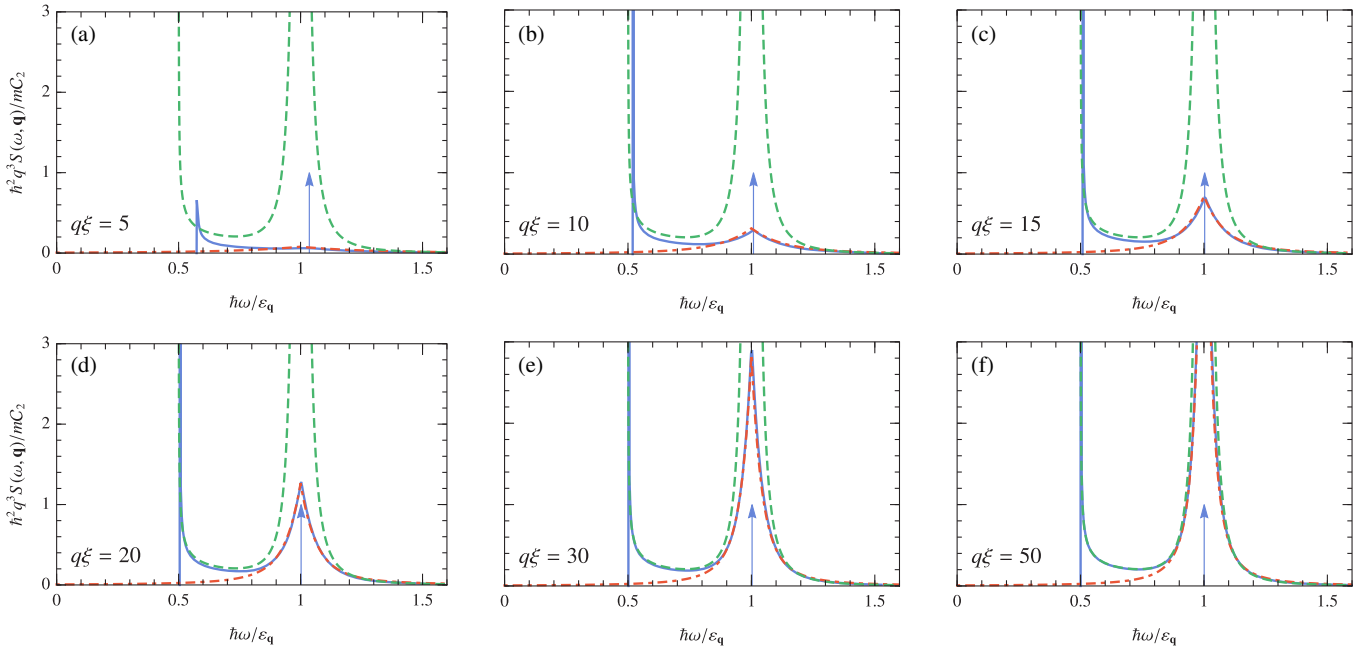 (a)
(b)
(c)
ℏ²q³S(ω, q)/mC₂
3
2
1
0
qξ = 5
qξ = 10
qξ = 15
0 0.5 1 1.5
0 0.5 1 1.5
0 0.5 1 1.5
ℏω/ε_q
ℏω/ε_q
ℏω/ε_q
(d)
(e)
(f)
ℏ²q³S(ω, q)/mC₂
3
2
1
0
qξ = 20
qξ = 30
qξ = 50
0 0.5 1 1.5
0 0.5 1 1.5
0 0.5 1 1.5
ℏω/ε_q
ℏω/ε_q
ℏω/ε_q